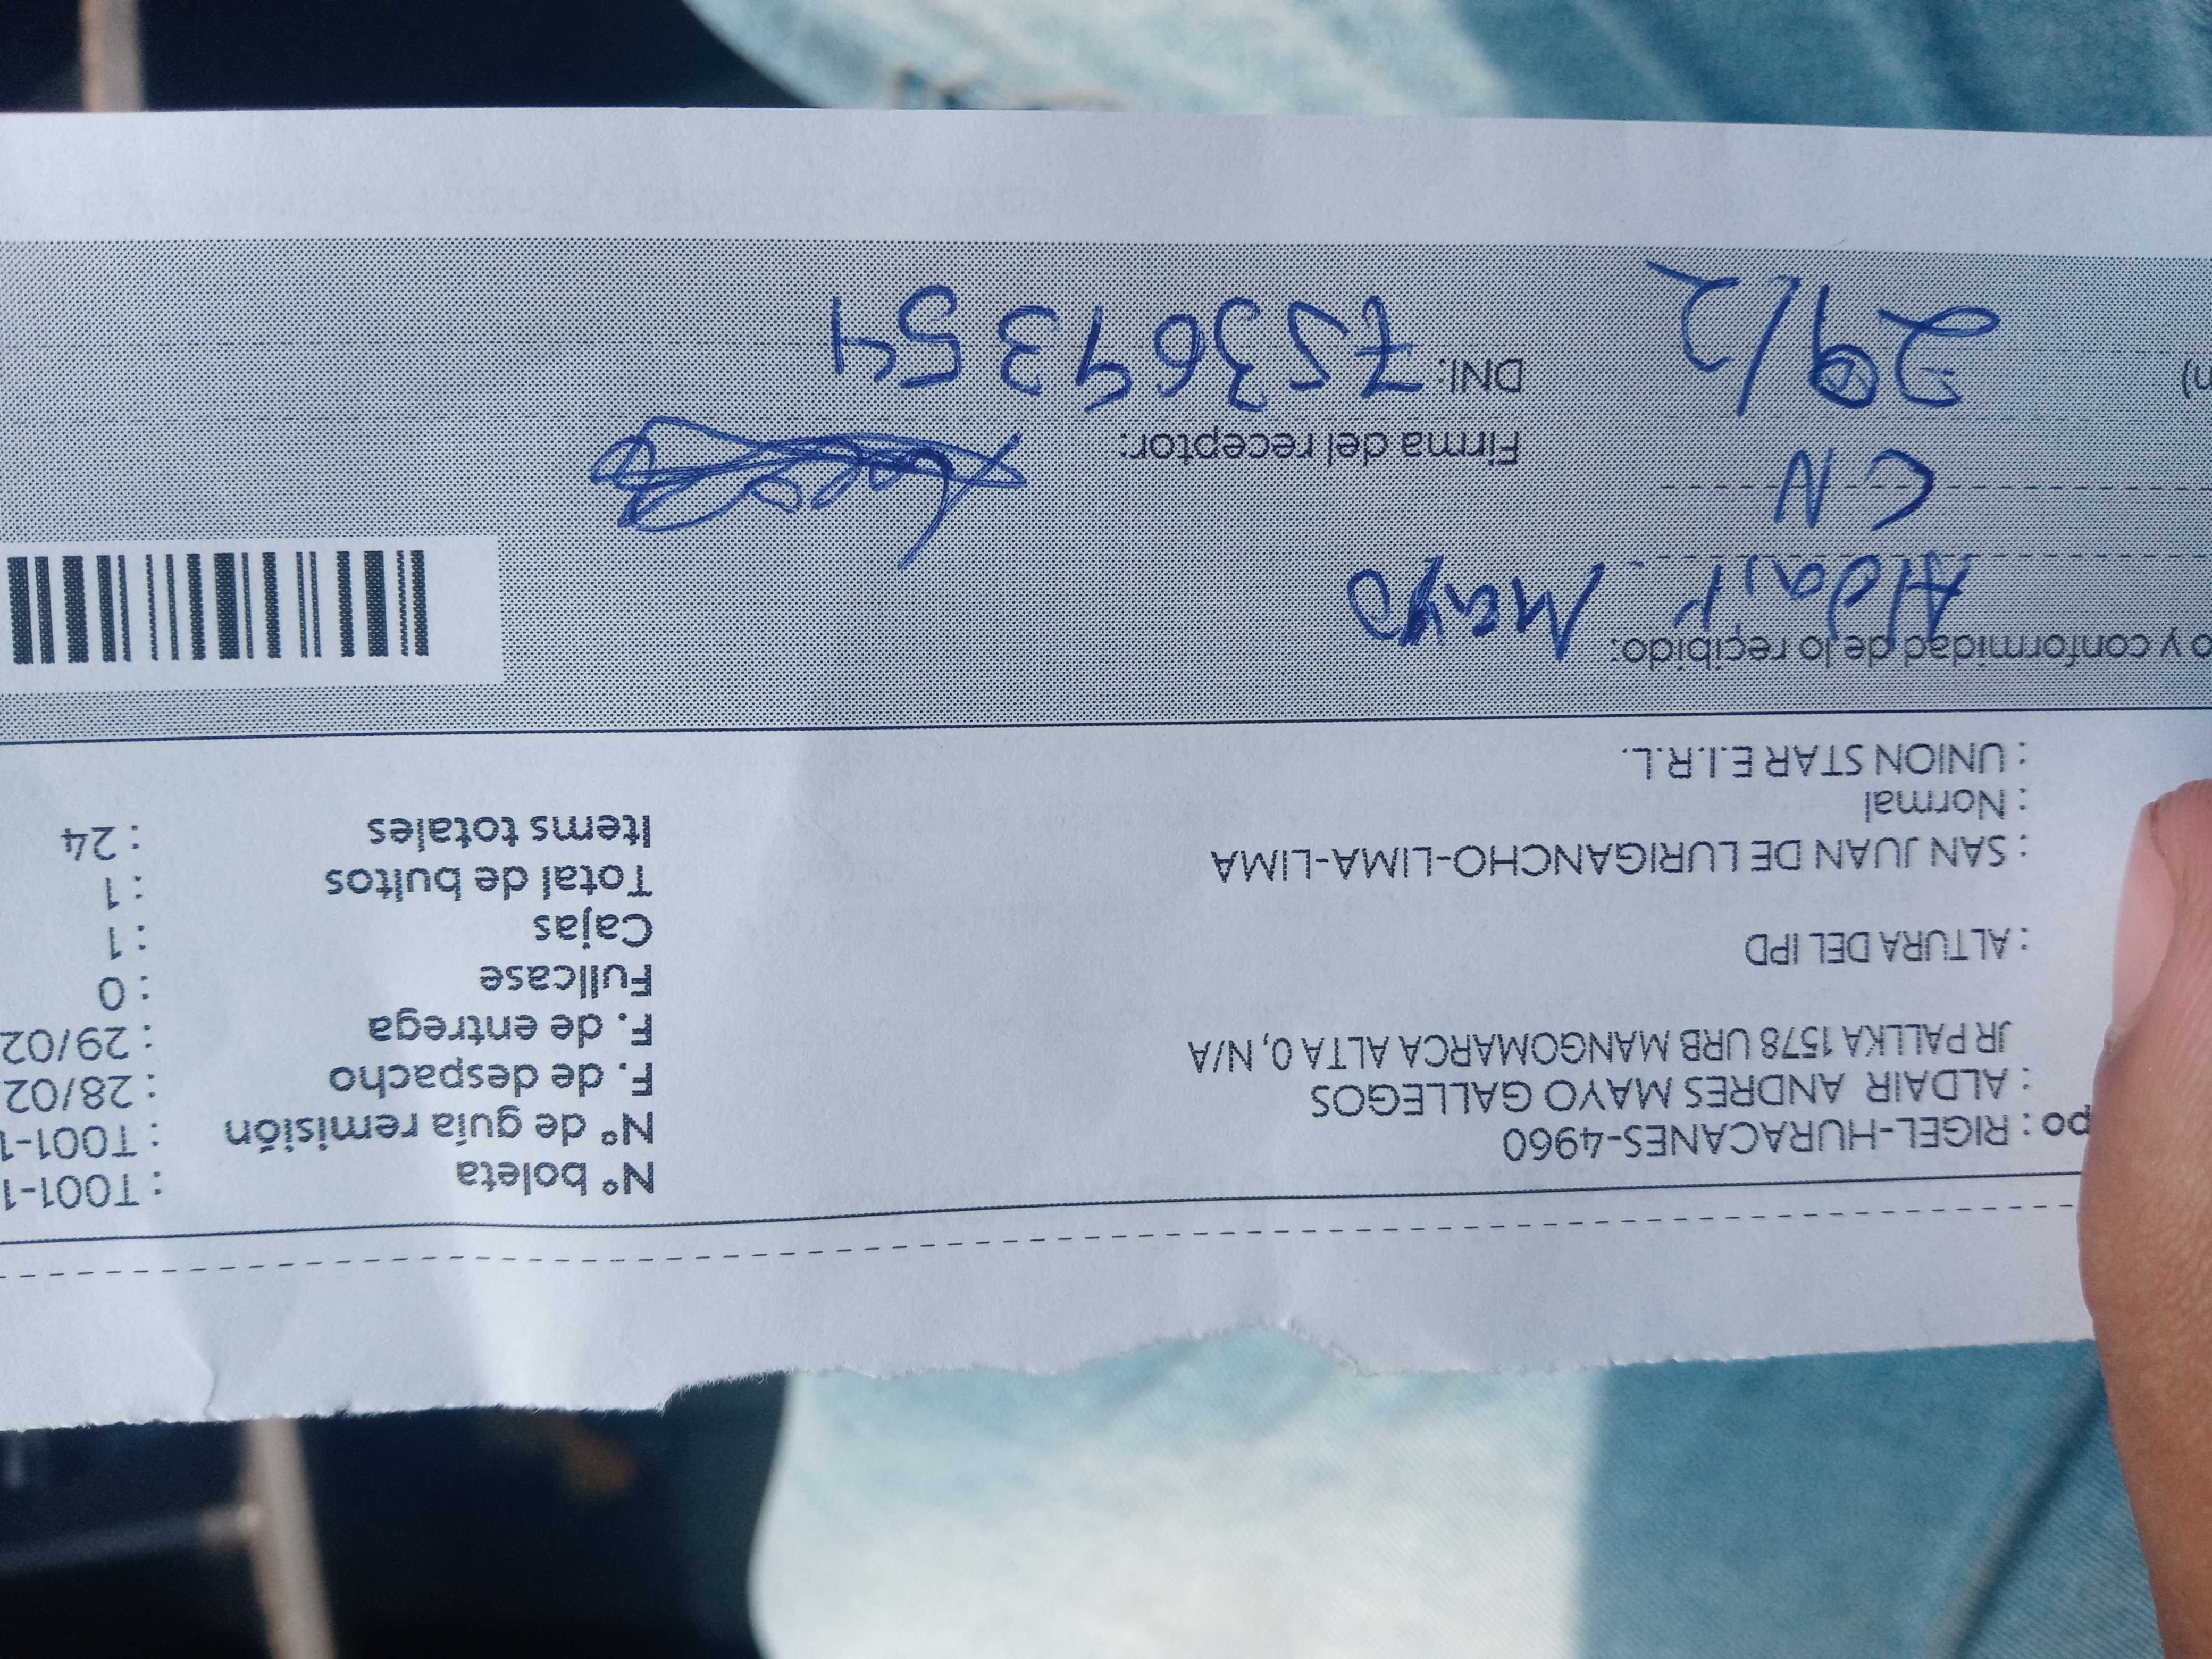 N° boleta : T001-1
N° de guía remisión : T001-1
F. de despacho : 28/02
F. de entrega : 29/02
Fullcase : 0
Cajas : 1
Total de bultos : 1
Items totales : 24
po : RIGEL-HURACANES-4960
: ALDAIR ANDRES MAYO GALLEGOS
JR PALLKA 1578 URB MANGOMARCA ALTA 0, N/A
: ALTURA DEL IPD
: SAN JUAN DE LURIGANCHO-LIMA-LIMA
: Normal
: UNION STAR E.I.R.L.
o y conformidad de lo recibido:
Aldair Mayo
CN
29/2
Firma del receptor:
DNI: 75369354